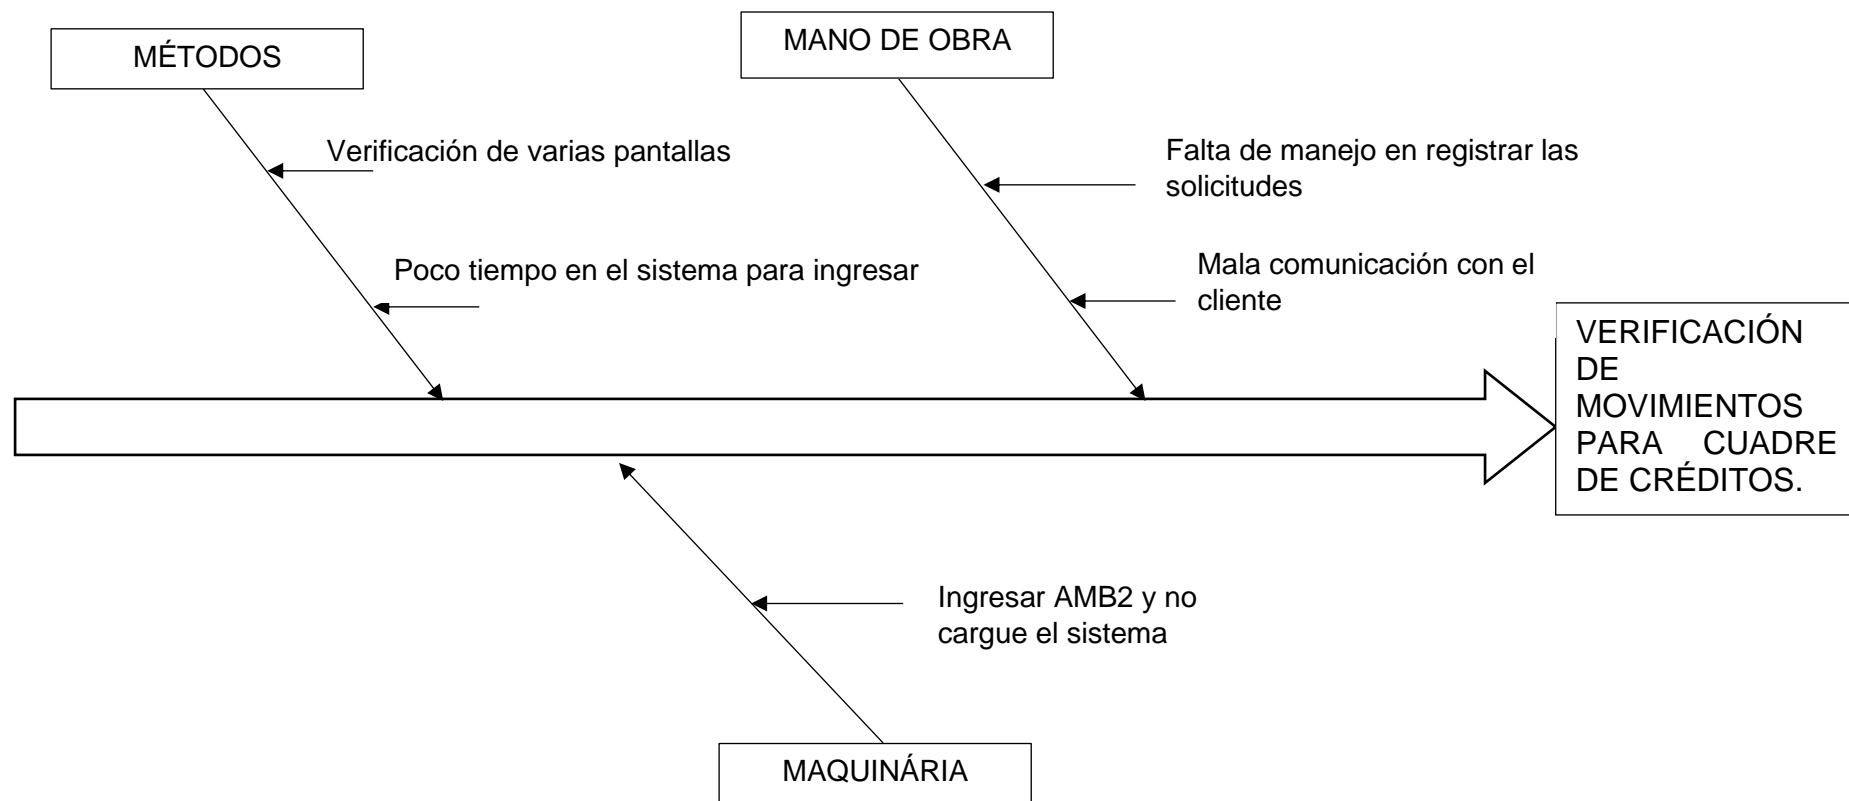 MÉTODOS
MANO DE OBRA
Verificación de varias pantallas
Falta de manejo en registrar las
solicitudes
Poco tiempo en el sistema para ingresar
Mala comunicación con el
cliente
VERIFICACIÓN
DE
MOVIMIENTOS
PARA CUADRE
DE CRÉDITOS.
Ingresar AMB2 y no
cargue el sistema
MAQUINÁRIA